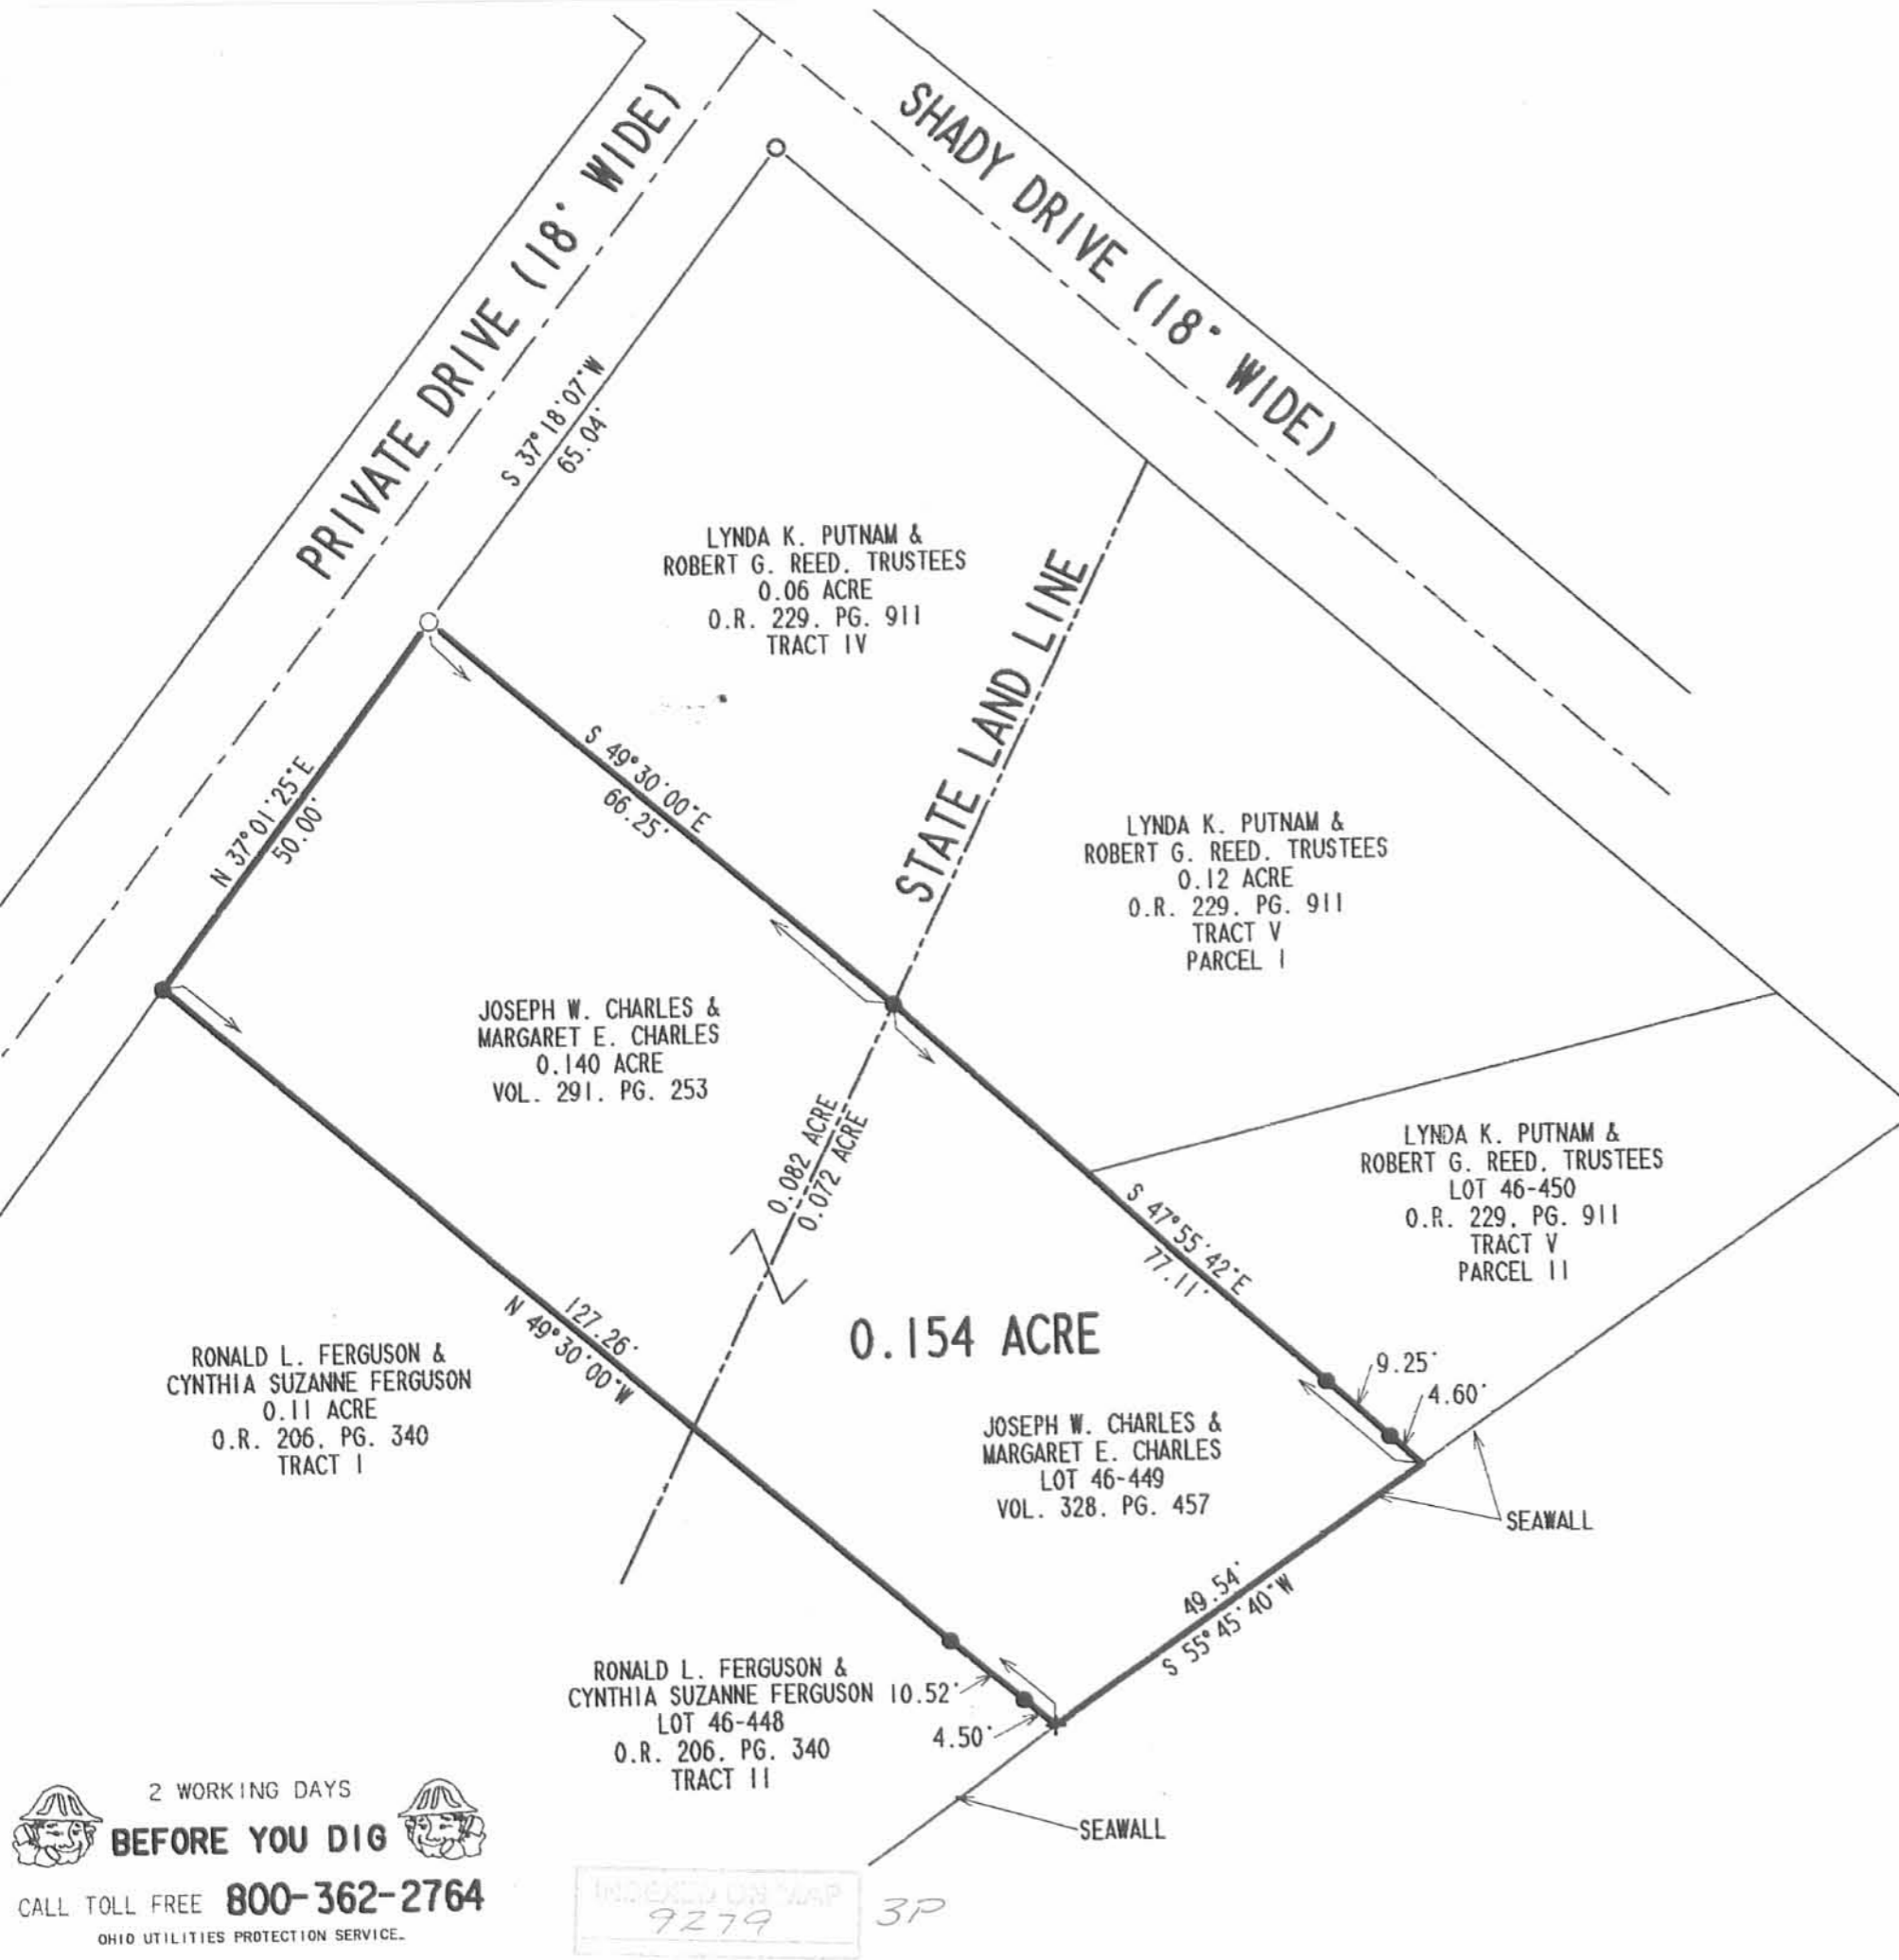 PRIVATE DRIVE (18' WIDE)
SHADY DRIVE (18' WIDE)
S 37°18'07"W
65.04'
LYNDA K. PUTNAM &
ROBERT G. REED, TRUSTEES
0.06 ACRE
O.R. 229, PG. 911
TRACT IV
STATE LAND LINE
N 37°01'25"E
50.00'
S 49°30'00"E
66.25'
LYNDA K. PUTNAM &
ROBERT G. REED, TRUSTEES
0.12 ACRE
O.R. 229, PG. 911
TRACT V
PARCEL I
JOSEPH W. CHARLES &
MARGARET E. CHARLES
0.140 ACRE
VOL. 291, PG. 253
0.082 ACRE
0.072 ACRE
LYNDA K. PUTNAM &
ROBERT G. REED, TRUSTEES
LOT 46-450
O.R. 229, PG. 911
TRACT V
PARCEL II
S 47°55'42"E
77.11'
127.26'
N 49°30'00"W
0.154 ACRE
RONALD L. FERGUSON &
CYNTHIA SUZANNE FERGUSON
0.11 ACRE
O.R. 206, PG. 340
TRACT I
9.25'
4.60'
JOSEPH W. CHARLES &
MARGARET E. CHARLES
LOT 46-449
VOL. 328, PG. 457
SEAWALL
49.54'
S 55°45'40"W
RONALD L. FERGUSON &
CYNTHIA SUZANNE FERGUSON
LOT 46-448
O.R. 206, PG. 340
TRACT II
10.52'
4.50'
SEAWALL
2 WORKING DAYS
BEFORE YOU DIG
CALL TOLL FREE 800-362-2764
OHIO UTILITIES PROTECTION SERVICE.
INDEXED ON MAP
9279
3P